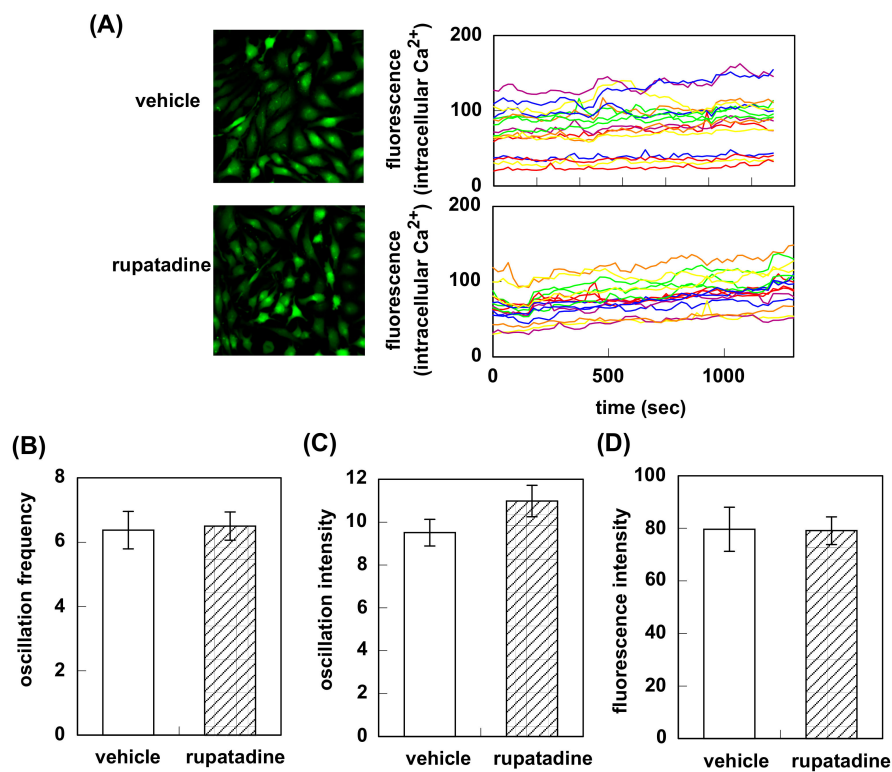 (A)
vehicle
fluorescence
(intracellular Ca2+)
200
100
0
rupatadine
fluorescence
(intracellular Ca2+)
200
100
0
0 500 1000
time (sec)
(B)
oscillation frequency
8
6
4
2
0
vehicle rupatadine
(C)
oscillation intensity
12
10
8
6
4
2
0
vehicle rupatadine
(D)
fluorescence intensity
100
80
60
40
20
0
vehicle rupatadine